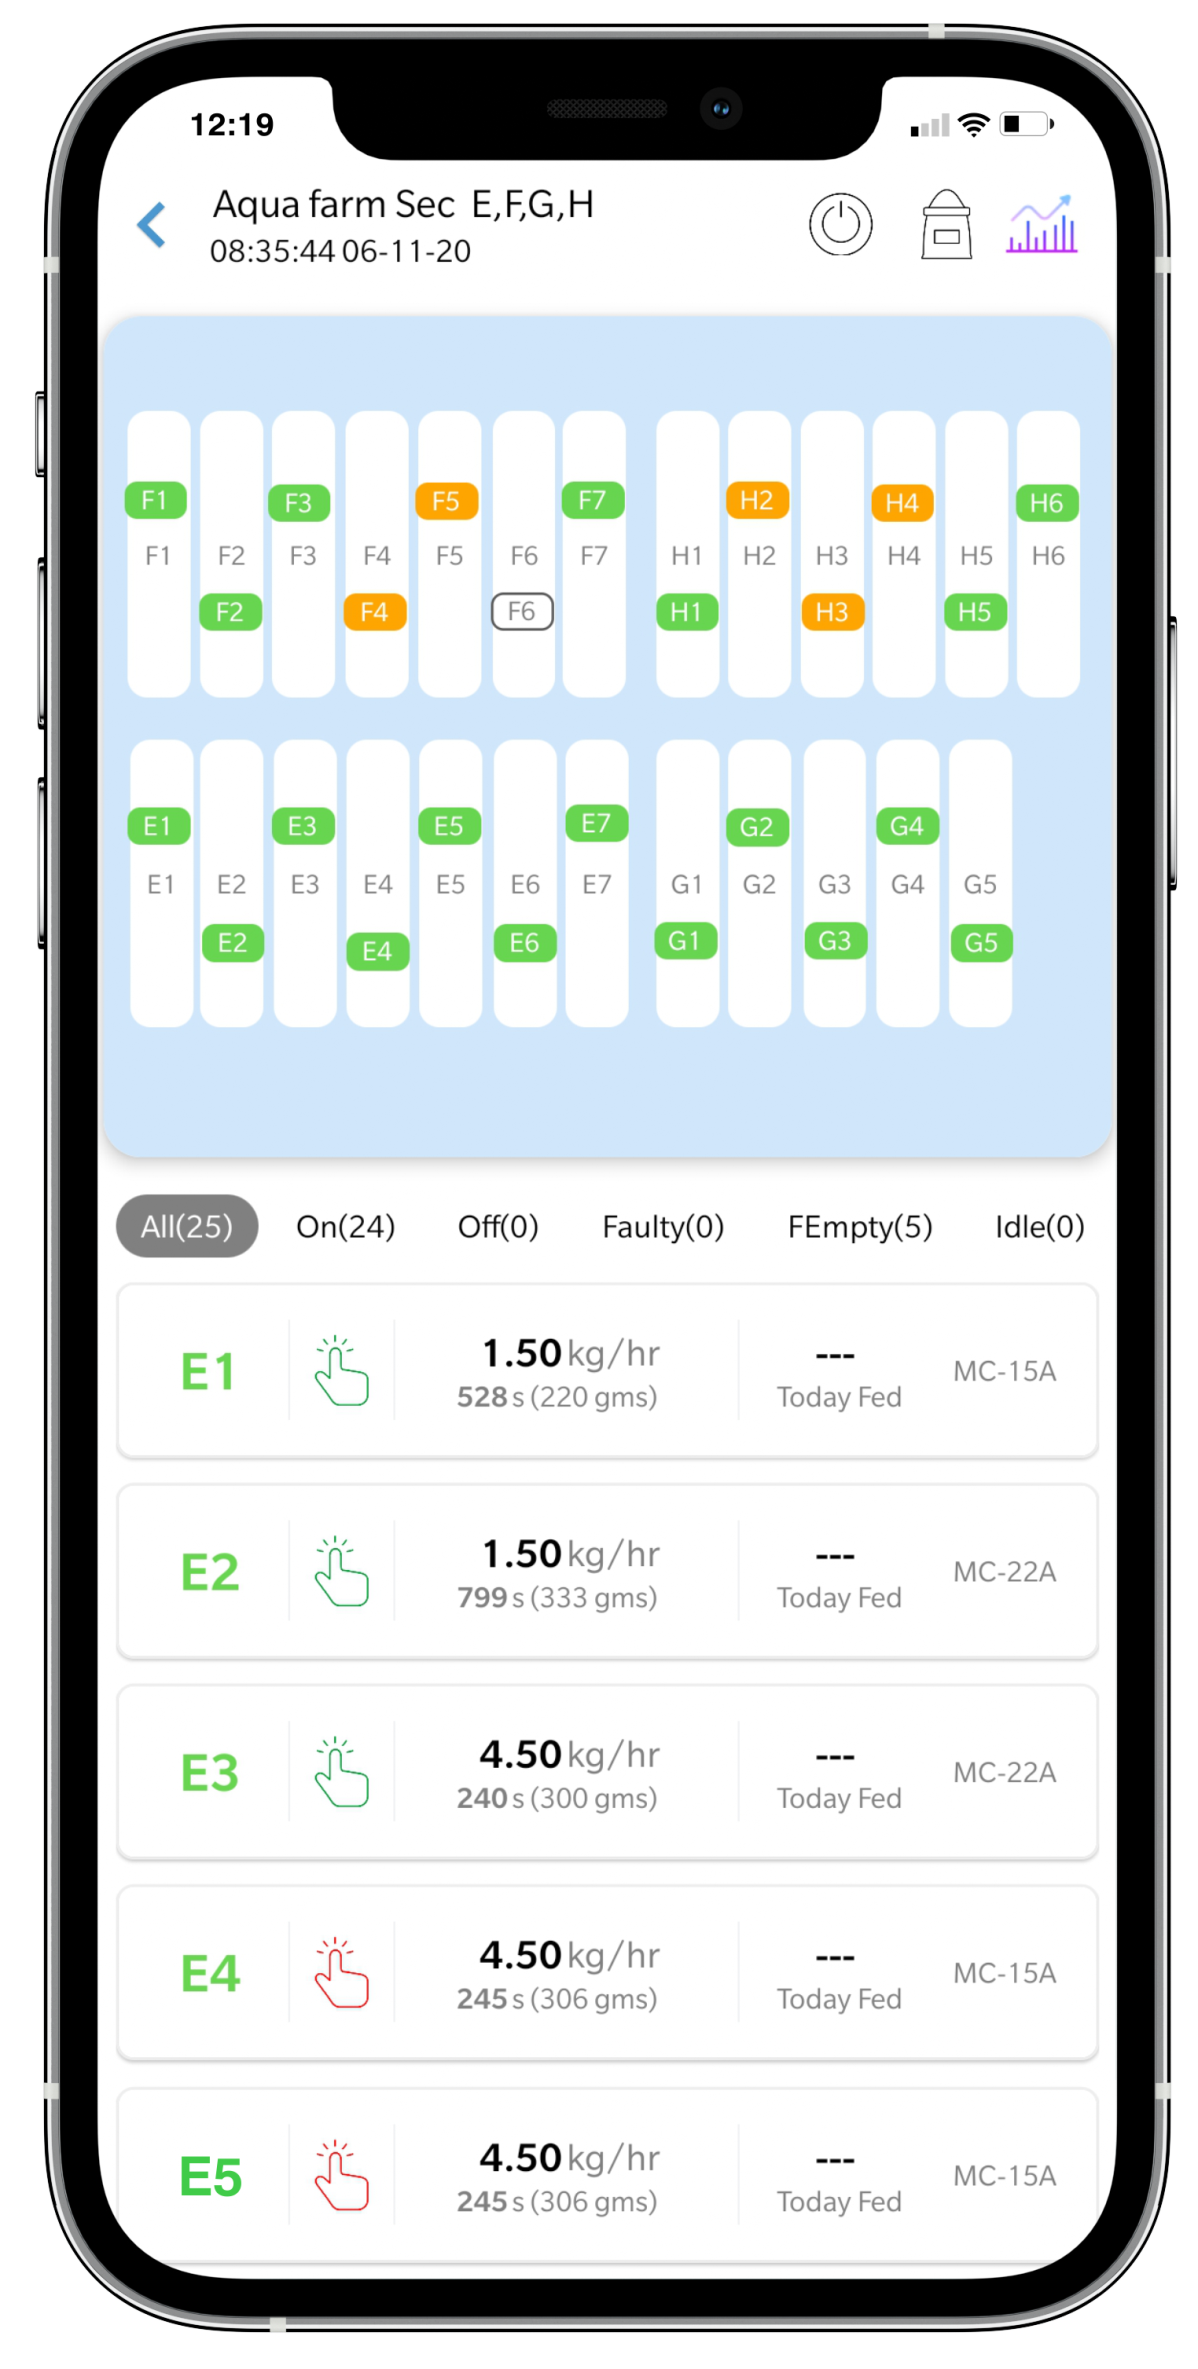 12:19
Aqua farm Sec E,F,G,H
08:35:44 06-11-20
F1 F3 F5 F7 H2 H4 H6
F1 F2 F3 F4 F5 F6 F7 H1 H2 H3 H4 H5 H6
F2 F4 F6 H1 H3 H5
E1 E3 E5 E7 G2 G4
E1 E2 E3 E4 E5 E6 E7 G1 G2 G3 G4 G5
E2 E4 E6 G1 G3 G5
All(25) On(24) Off(0) Faulty(0) FEmpty(5) Idle(0)
E1 1.50 kg/hr --- MC-15A
528 s (220 gms) Today Fed
E2 1.50 kg/hr --- MC-22A
799 s (333 gms) Today Fed
E3 4.50 kg/hr --- MC-22A
240 s (300 gms) Today Fed
E4 4.50 kg/hr --- MC-15A
245 s (306 gms) Today Fed
E5 4.50 kg/hr --- MC-15A
245 s (306 gms) Today Fed